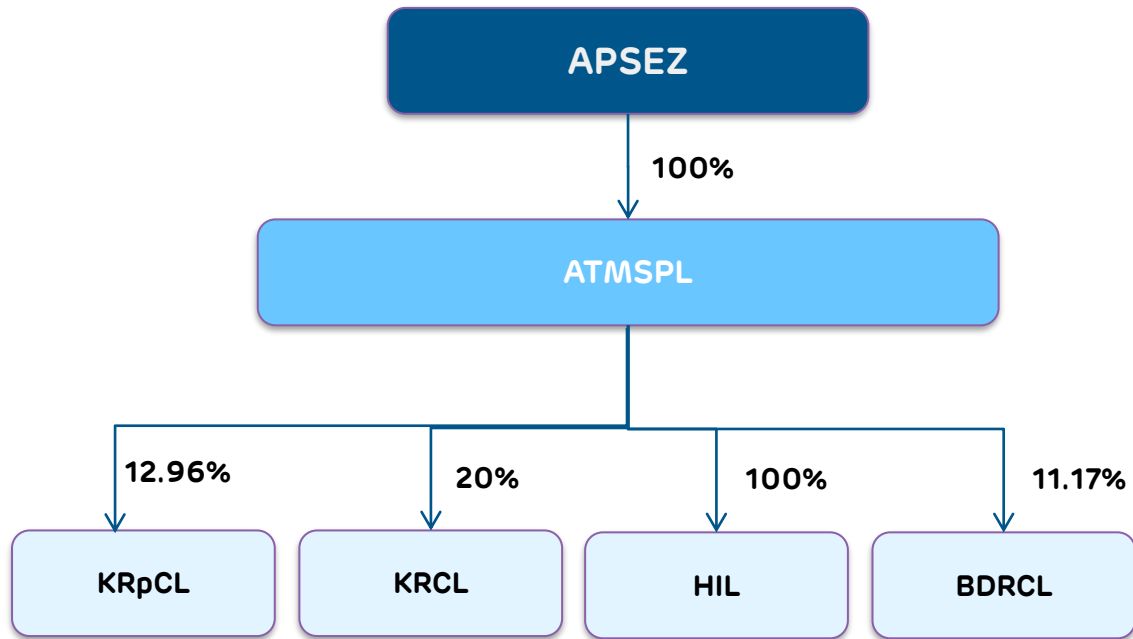 APSEZ
100%
ATMSPL
12.96%
20%
100%
11.17%
KRpCL
KRCL
HIL
BDRCL